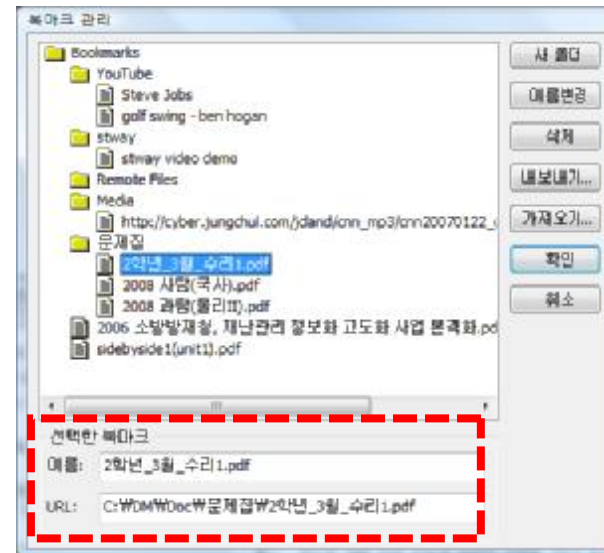 북마크 관리
Bookmarks
YouTube
Steve Jobs
golf swing - ben hogan
stway
stway video demo
Remote Files
Media
http://cyber.jungchul.com/jdand/cnn_mp3/cnn20070122_
문제집
2학년_3월_수리1.pdf
2008 사탐(국사).pdf
2008 과탐(물리II).pdf
2006 소방방재청, 재난관리 정보화 고도화 사업 본격화.pd
sidebyside1(unit1).pdf
새 폴더
이름변경
삭제
내보내기...
가져오기...
확인
취소
선택한 북마크
이름: 2학년_3월_수리1.pdf
URL: C:₩DM₩Doc₩문제집₩2학년_3월_수리1.pdf